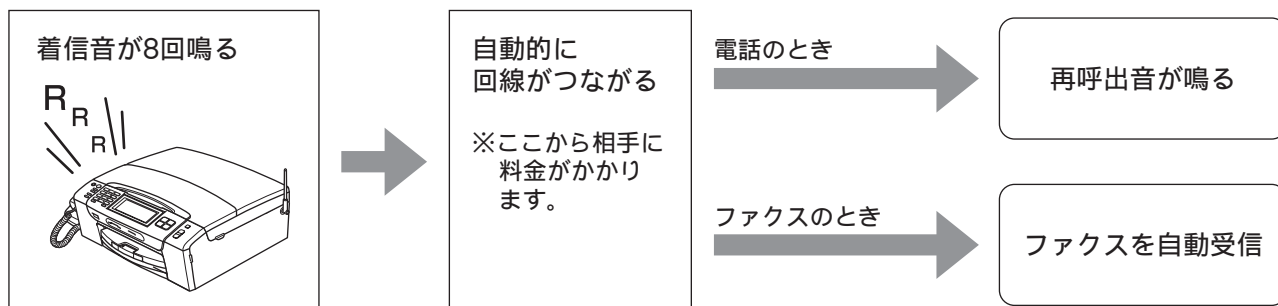 着信音が8回鳴る
R
R
R
自動的に
回線がつながる
※ここから相手に
料金がかかり
ます。
電話のとき
再呼出音が鳴る
ファクスのとき
ファクスを自動受信